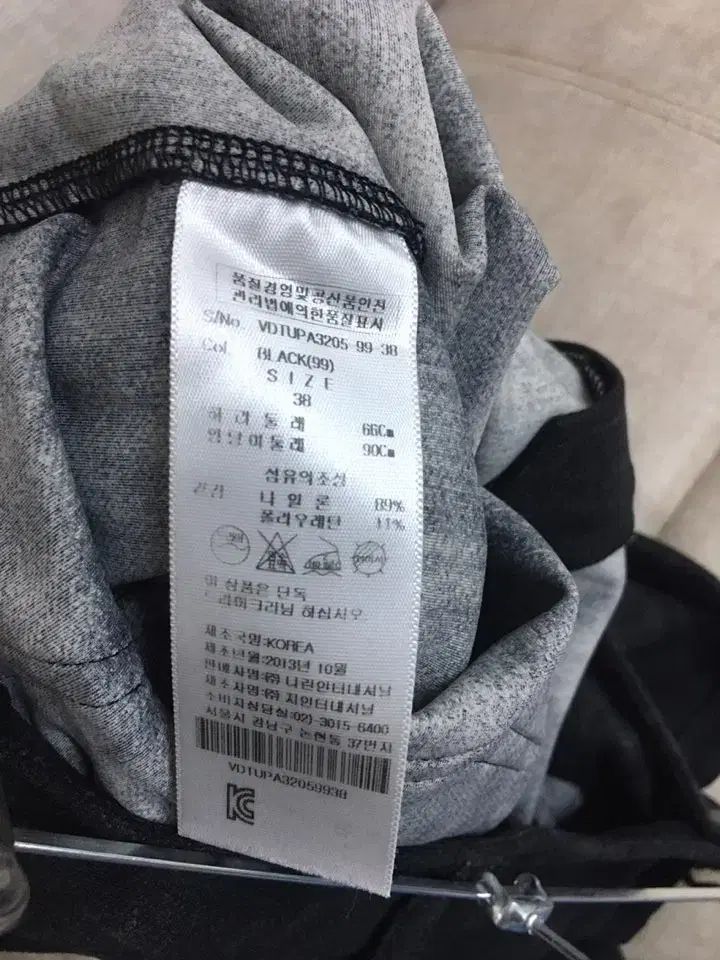 품질경영및공산품안전
관리법에의한품질표시
S/No. VDTUPA3205 99 38
Col. BLACK(99)
SIZE
38
허리둘레 66Cm
엉덩이둘레 90Cm
섬유의조성
겉감 나일론 89%
폴리우레탄 11%
이 상품은 단독
드라이크리닝 하십시오.
제조국명:KOREA
제조년월:2013년 10월
판매자명:㈜ 나린인터내셔날
제조자명:㈜ 지인터내셔날
소비자상담실:02)-3015-6400
서울시 강남구 논현동 37번지
VDTUPA32059938